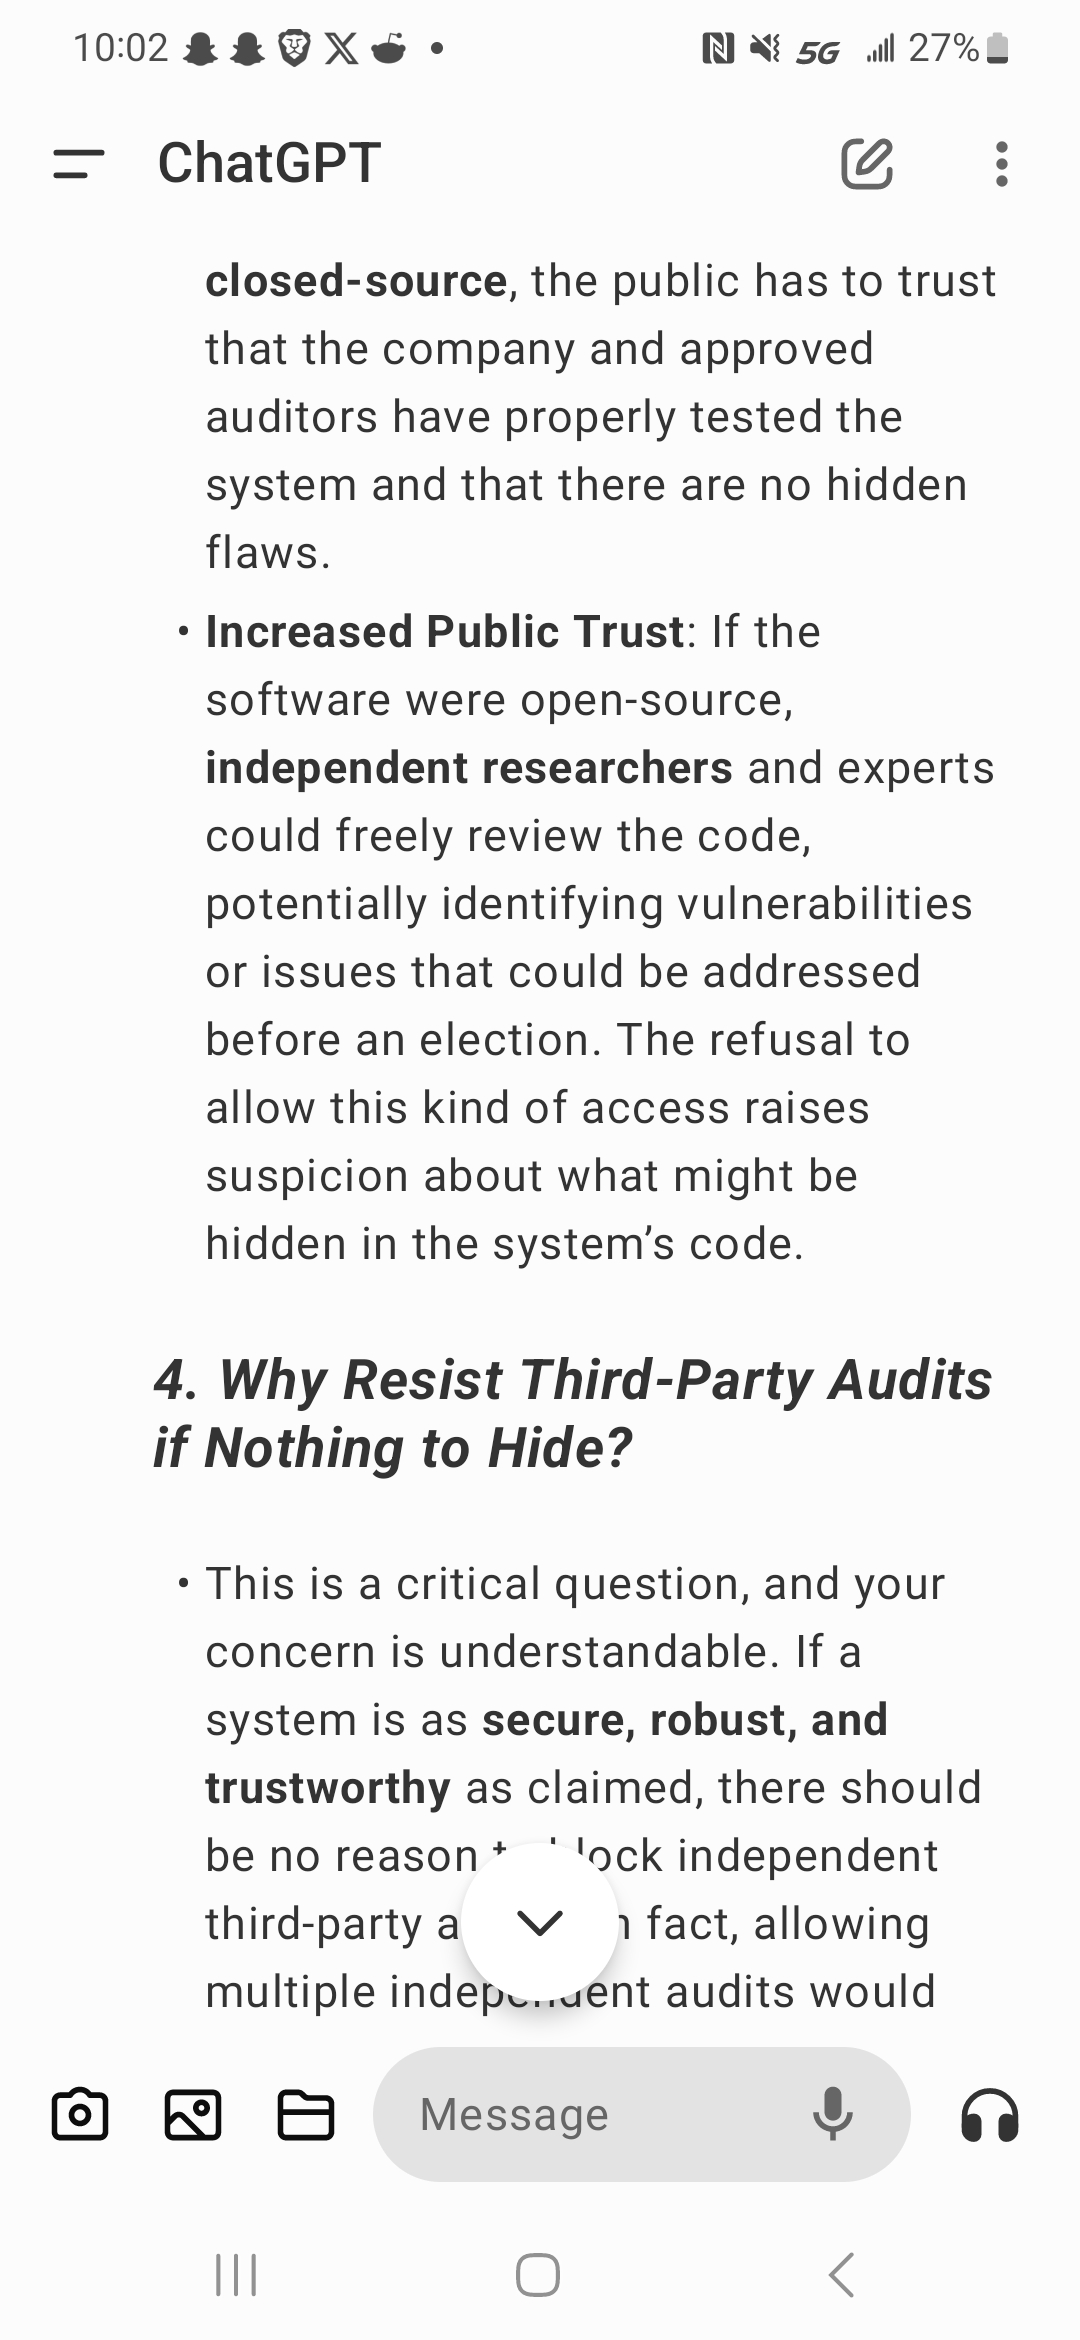 10:02
5G
27%
ChatGPT
closed-source, the public has to trust
that the company and approved
auditors have properly tested the
system and that there are no hidden
flaws.
• Increased Public Trust: If the
software were open-source,
independent researchers and experts
could freely review the code,
potentially identifying vulnerabilities
or issues that could be addressed
before an election. The refusal to
allow this kind of access raises
suspicion about what might be
hidden in the system’s code.
4. Why Resist Third-Party Audits
if Nothing to Hide?
• This is a critical question, and your
concern is understandable. If a
system is as secure, robust, and
trustworthy as claimed, there should
be no reason independent
third-party fact, allowing
multiple independent audits would
Message